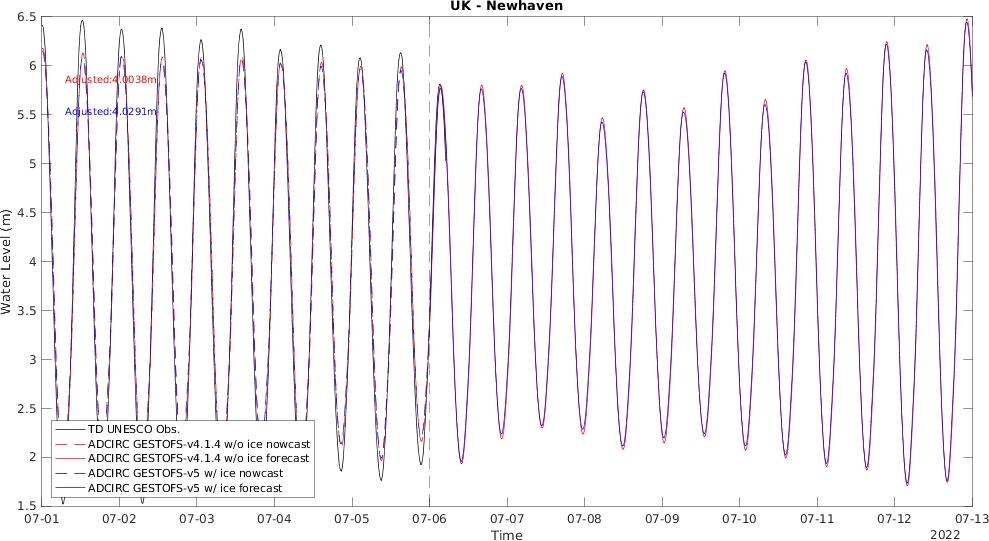 UK - Newhaven
6.5
6
5.5
5
4.5
4
3.5
3
2.5
2
1.5
Water Level (m)
Adjusted:4.0038m
Adjusted:4.0291m
TD UNESCO Obs.
ADCIRC GESTOFS-v4.1.4 w/o ice nowcast
ADCIRC GESTOFS-v4.1.4 w/o ice forecast
ADCIRC GESTOFS-v5 w/ ice nowcast
ADCIRC GESTOFS-v5 w/ ice forecast
07-01 07-02 07-03 07-04 07-05 07-06 07-07 07-08 07-09 07-10 07-11 07-12 07-13
Time
2022